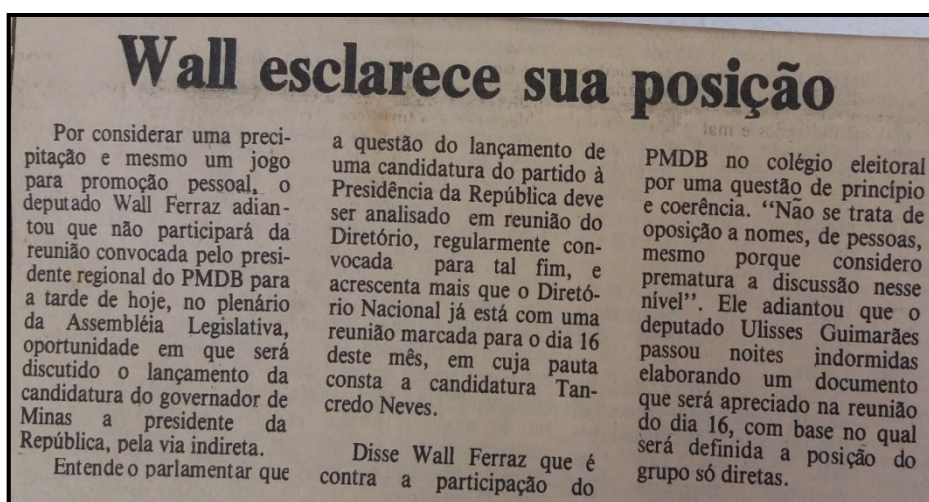 Wall esclarece sua posição
Por considerar uma preci-
pitação e mesmo um jogo
para promoção pessoal, o
deputado Wall Ferraz adian-
tou que não participará da
reunião convocada pelo presi-
dente regional do PMDB para
a tarde de hoje, no plenário
da Assembléia Legislativa,
oportunidade em que será
discutido o lançamento da
candidatura do governador de
Minas a presidente da
República, pela via indireta.
Entende o parlamentar que
a questão do lançamento de
uma candidatura do partido à
Presidência da República deve
ser analisado em reunião do
Diretório, regularmente con-
vocada para tal fim, e
acrescenta mais que o Diretó-
rio Nacional já está com uma
reunião marcada para o dia 16
deste mês, em cuja pauta
consta a candidatura Tan-
credo Neves.
Disse Wall Ferraz que é
contra a participação do
PMDB no colégio eleitoral
por uma questão de princípio
e coerência. “Não se trata de
oposição a nomes, de pessoas,
mesmo porque considero
prematura a discussão nesse
nível”. Ele adiantou que o
deputado Ulisses Guimarães
passou noites indormidas
elaborando um documento
que será apreciado na reunião
do dia 16, com base no qual
será definida a posição do
grupo só diretas.